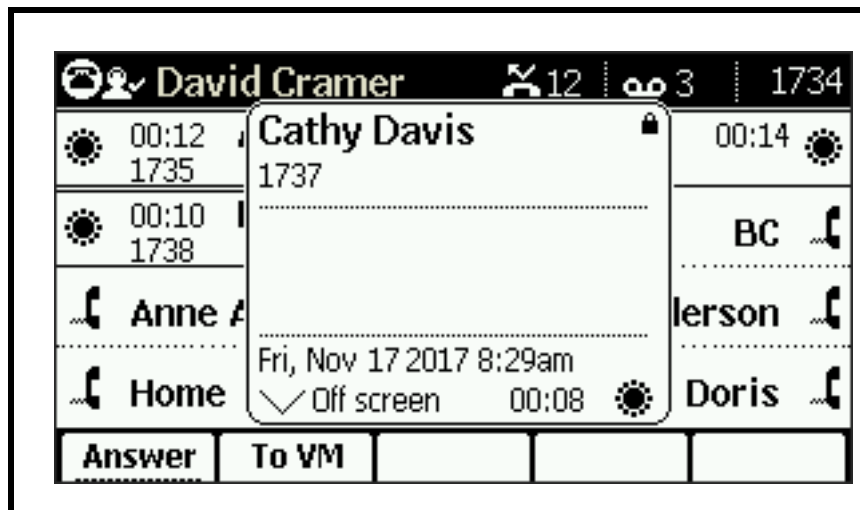 David Cramer 12 3 1734
00:12
1735
Cathy Davis
1737
00:14
00:10
1738
BC
Anne
lerson
Fri, Nov 17 2017 8:29am
Home
Off screen 00:08
Doris
Answer To VM